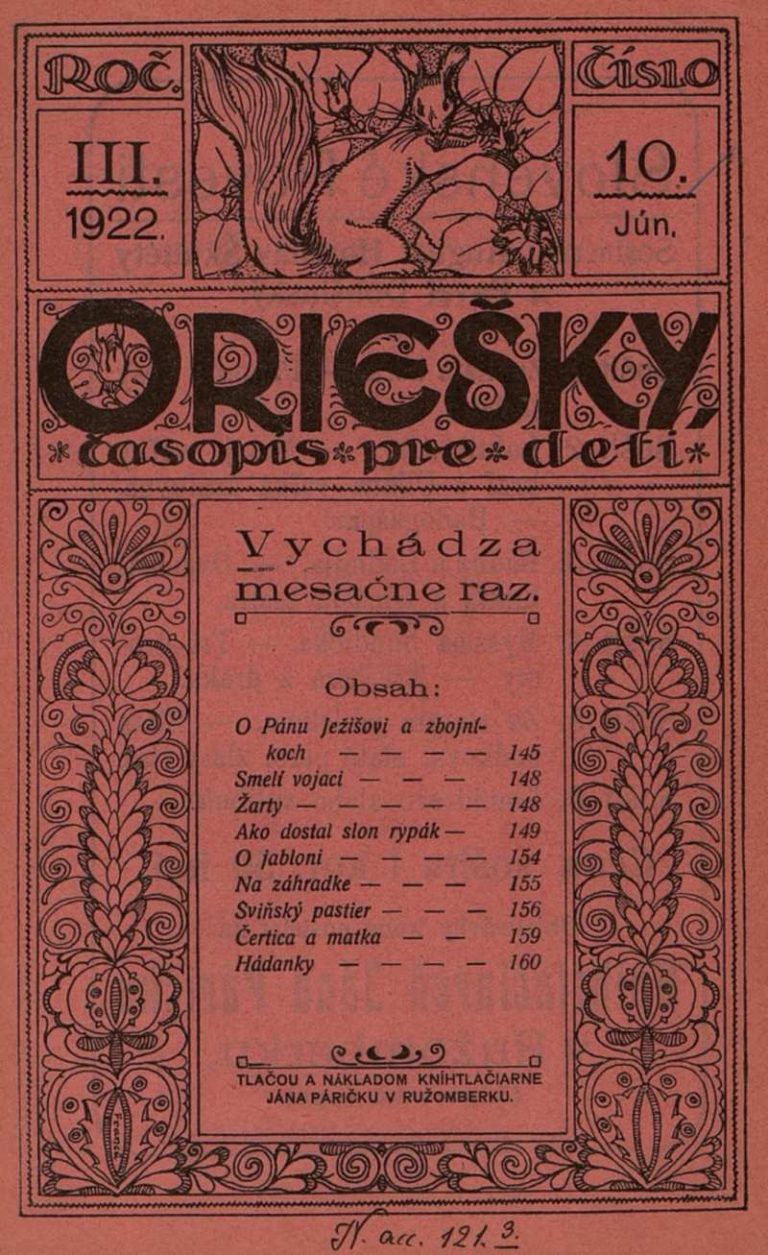 Roč.
III.
1922.
Číslo
10.
Jún.
ORIEŠKY,
* časopis * pre * deti *
Vychádza
mesačne raz.
Obsah:
O Pánu Ježišovi a zbojní-
koch — — — — 145
Smelí vojaci — — — 148
Žarty — — — — — 148
Ako dostal slon rypák — 149
O jabloni — — — — 154
Na záhradke — — — 155
Sviňský pastier — — — 156
Čertica a matka — — 159
Hádanky — — — — 160
TLAČOU A NÁKLADOM KNÍHTLAČIARNE
JÁNA PÁRIČKU V RUŽOMBERKU.
N. acc. 121. 3.